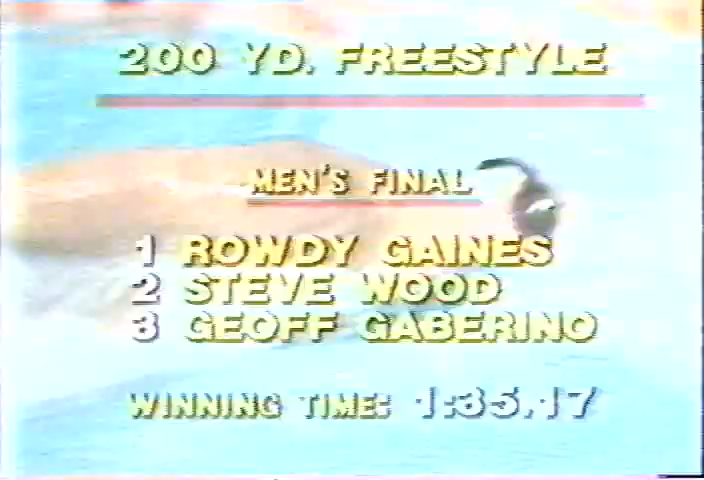 200 YD. FREESTYLE
MEN'S FINAL
1 ROWDY GAINES
2 STEVE WOOD
3 GEOFF GABERINO
WINNING TIME: 1:35.17